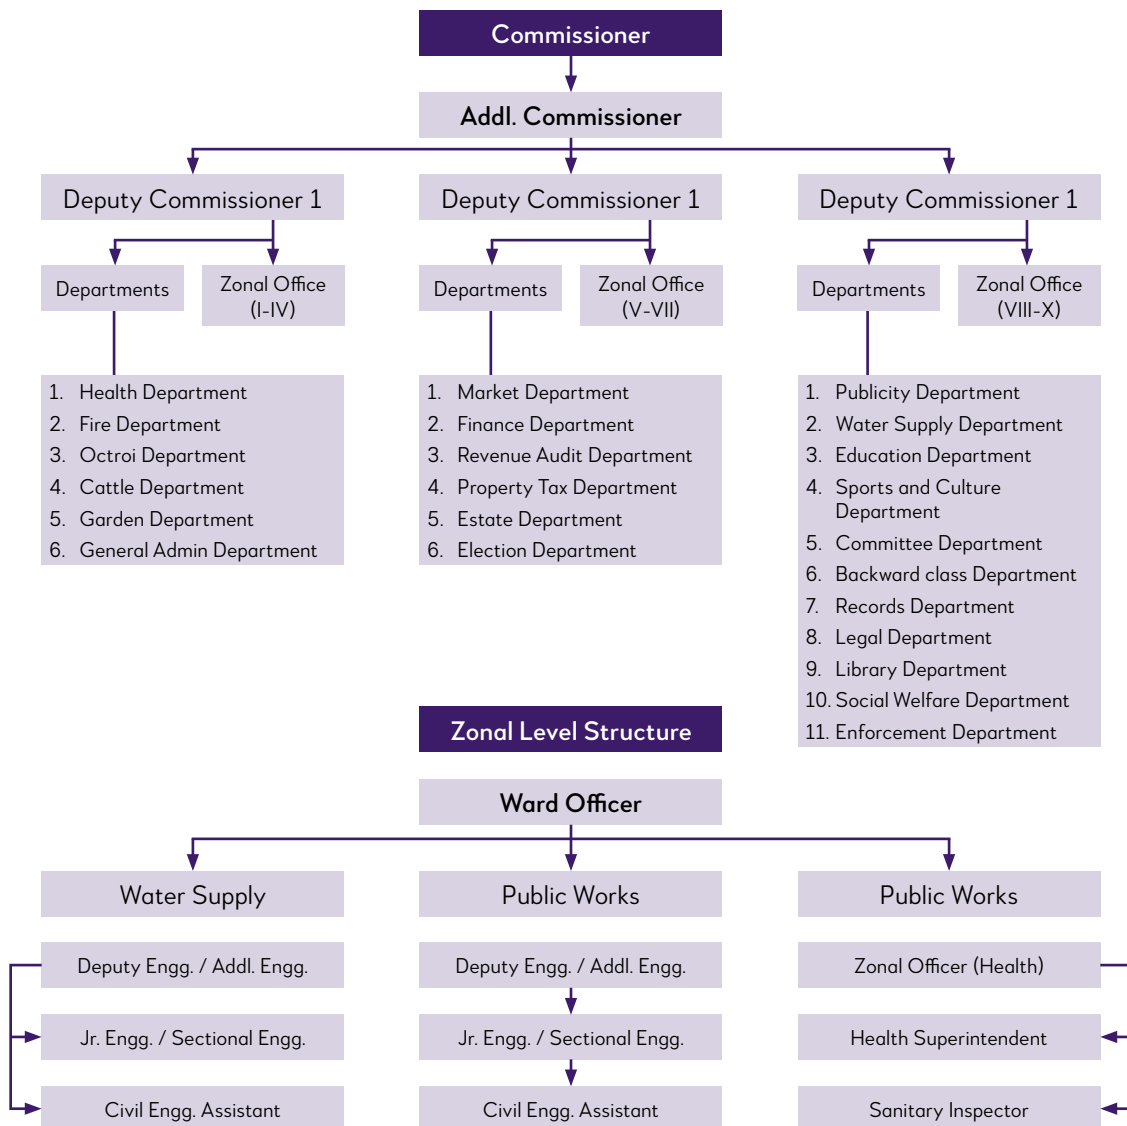 Commissioner
Addl. Commissioner
Deputy Commissioner 1
Deputy Commissioner 1
Deputy Commissioner 1
Departments
Zonal Office
(I-IV)
Departments
Zonal Office
(V-VII)
Departments
Zonal Office
(VIII-X)
1. Health Department
2. Fire Department
3. Octroi Department
4. Cattle Department
5. Garden Department
6. General Admin Department
1. Market Department
2. Finance Department
3. Revenue Audit Department
4. Property Tax Department
5. Estate Department
6. Election Department
1. Publicity Department
2. Water Supply Department
3. Education Department
4. Sports and Culture
Department
5. Committee Department
6. Backward class Department
7. Records Department
8. Legal Department
9. Library Department
10. Social Welfare Department
11. Enforcement Department
Zonal Level Structure
Ward Officer
Water Supply
Public Works
Public Works
Deputy Engg. / Addl. Engg.
Deputy Engg. / Addl. Engg.
Zonal Officer (Health)
Jr. Engg. / Sectional Engg.
Jr. Engg. / Sectional Engg.
Health Superintendent
Civil Engg. Assistant
Civil Engg. Assistant
Sanitary Inspector